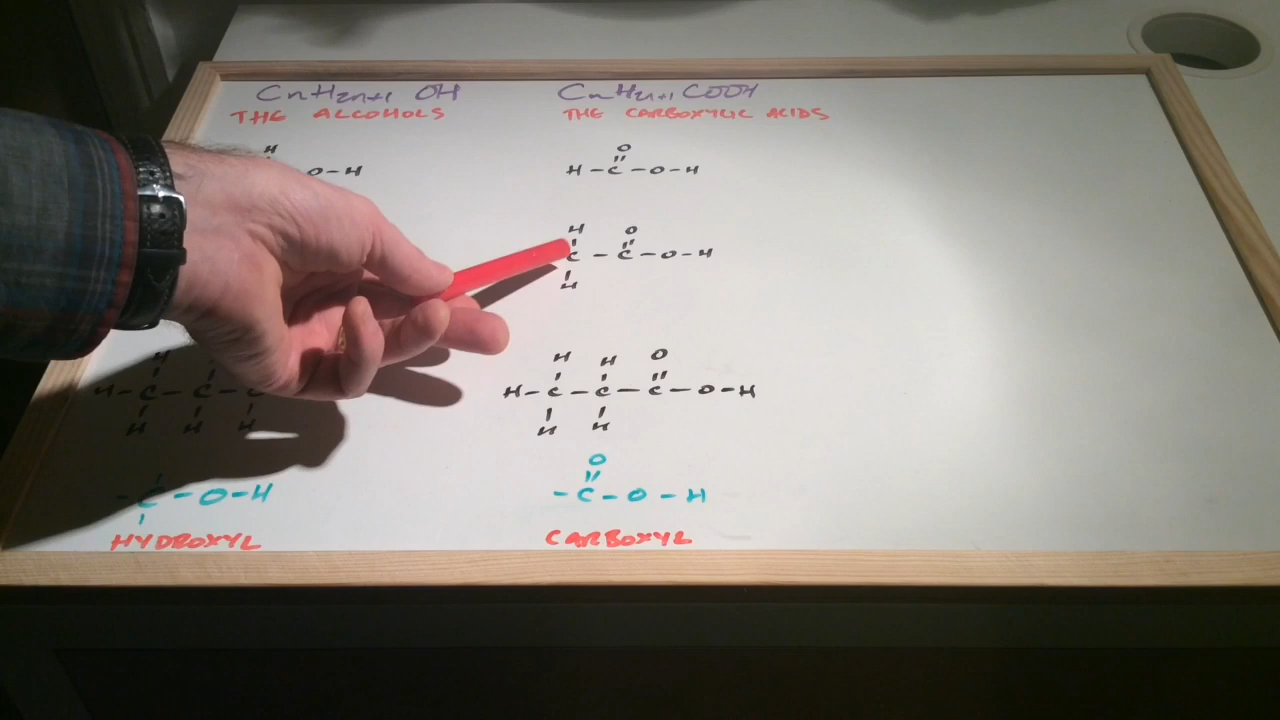 CnH2n+1 OH
THE ALCOHOLS
H
O-H
H H
H-C-C-C
H H H
-C-O-H
HYDROXYL
CnH2n+1 COOH
THE CARBOXYLIC ACIDS
O
H-C-O-H
H O
C-C-O-H
H
H H O
H-C-C-C-O-H
H H
O
-C-O-H
CARBOXYL